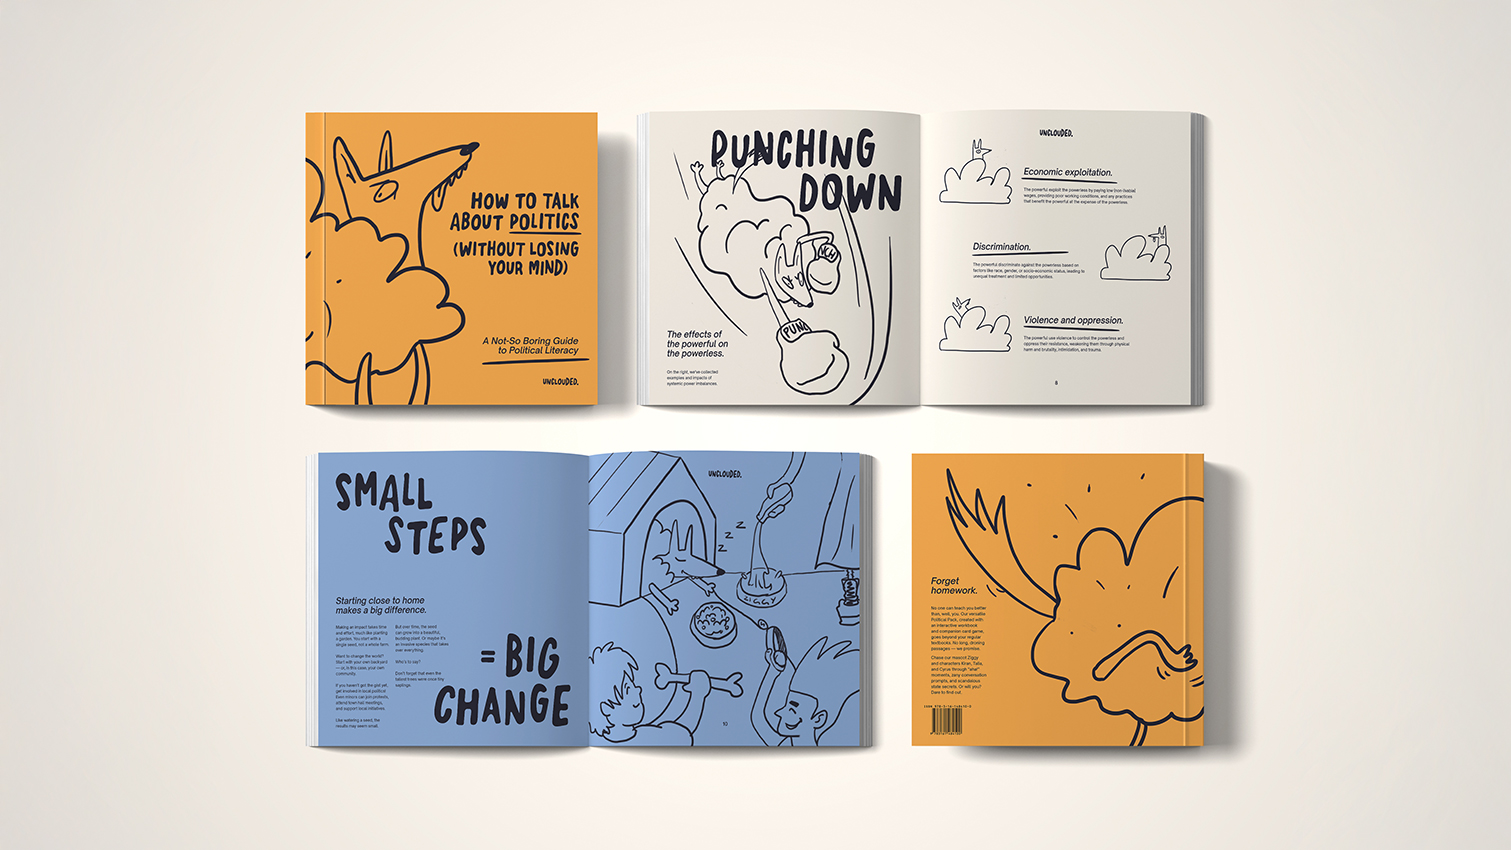 HOW TO TALK
ABOUT POLITICS
(WITHOUT LOSING
YOUR MIND)
A Not-So Boring Guide
to Political Literacy
UNCLOUDED.
PUNCHING
DOWN
PUNCH
The effects of
the powerful on
the powerless.
On the right, we've collected
examples and impacts of
systemic power imbalances.
UNCLOUDED.
Economic exploitation.
The powerful exploit the powerless by paying low (non-livable)
wages, providing poor working conditions, and any practices
that benefit the powerful at the expense of the powerless.
Discrimination.
The powerful discriminate against the powerless based on
factors like race, gender, or socio-economic status, leading to
unequal treatment and limited opportunities.
Violence and oppression.
The powerful use violence to control the powerless and
oppress their resistance, weakening them through physical
harm and brutality, intimidation, and trauma.
8
SMALL
STEPS
Starting close to home
makes a big difference.
Making an impact takes time
and effort, much like planting
a garden. You start with a
single seed, not a whole farm.
Want to change the world?
Start with your own backyard
— or, in this case, your own
community.
If you haven't got the gist yet,
get involved in local politics!
Even minors can join protests,
attend town hall meetings,
and support local initiatives.
Like watering a seed, the
results may seem small.
But over time, the seed
can grow into a beautiful,
bustling plant. Or maybe it's
an invasive species that takes
over everything.
Who's to say?
Don't forget that even the
tallest trees were once tiny
saplings.
= BIG
CHANGE
UNCLOUDED.
Z
Z
Z
ZIGGY
10
Forget
homework.
No one can teach you better
than, well, you. Our versatile
Political Pack, created with
an interactive workbook
and companion card game,
goes beyond your regular
textbooks. No long, droning
passages — we promise.
Chase our mascot Ziggy
and characters Kiran, Talia,
and Cyrus through "aha!"
moments, zany conversation
prompts, and scandalous
state secrets. Or will you?
Dare to find out.